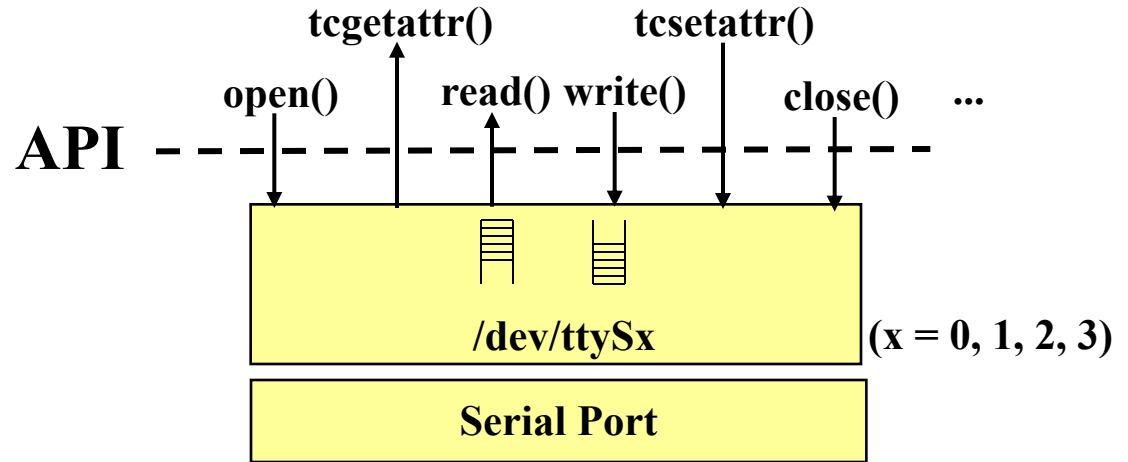 tcgetattr() tcsetattr()
open() read() write() close() ...
API
/dev/ttySx (x = 0, 1, 2, 3)
Serial Port